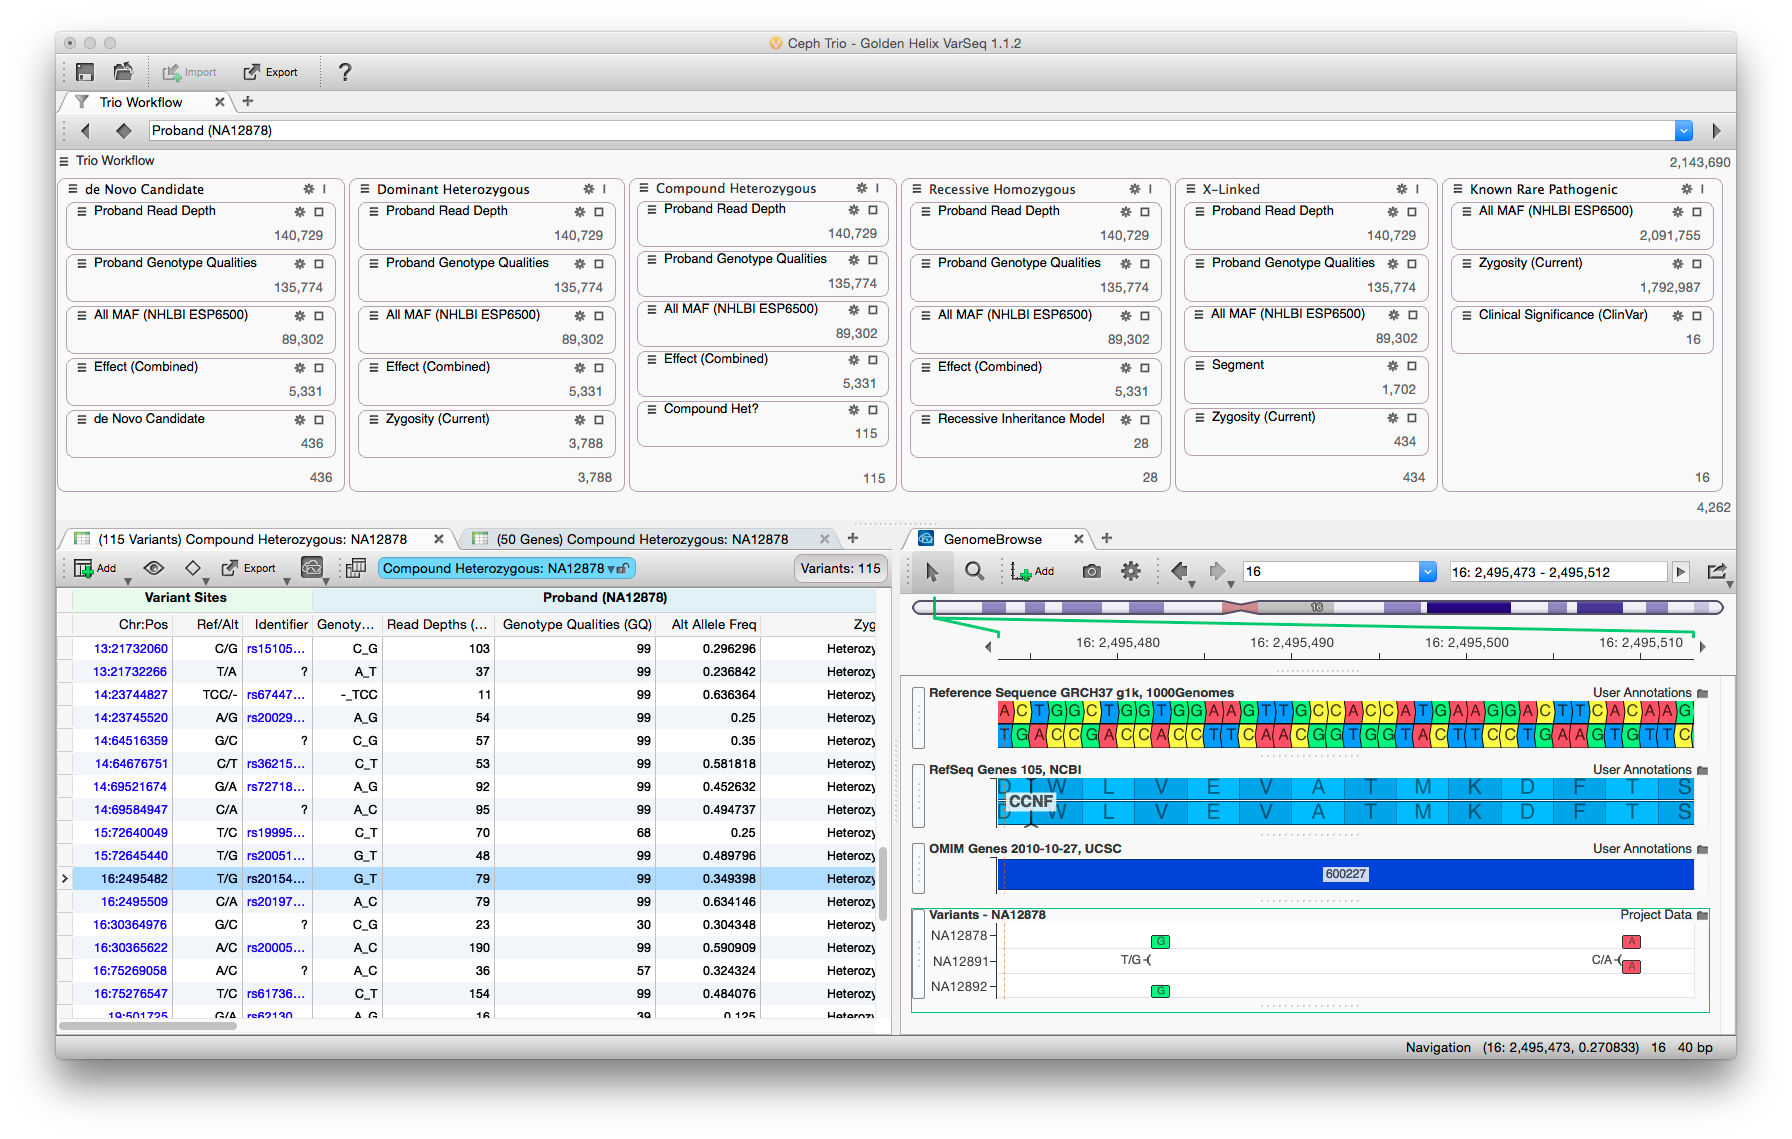 Ceph Trio - Golden Helix VarSeq 1.1.2
Import Export ?
Trio Workflow
Proband (NA12878)
Trio Workflow 2,143,690
de Novo Candidate
Proband Read Depth
140,729
Proband Genotype Qualities
135,774
All MAF (NHLBI ESP6500)
89,302
Effect (Combined)
5,331
de Novo Candidate
436
436
Dominant Heterozygous
Proband Read Depth
140,729
Proband Genotype Qualities
135,774
All MAF (NHLBI ESP6500)
89,302
Effect (Combined)
5,331
Zygosity (Current)
3,788
3,788
Compound Heterozygous
Proband Read Depth
140,729
Proband Genotype Qualities
135,774
All MAF (NHLBI ESP6500)
89,302
Effect (Combined)
5,331
Compound Het?
115
115
Recessive Homozygous
Proband Read Depth
140,729
Proband Genotype Qualities
135,774
All MAF (NHLBI ESP6500)
89,302
Effect (Combined)
5,331
Recessive Inheritance Model
28
28
X-Linked
Proband Read Depth
140,729
Proband Genotype Qualities
135,774
All MAF (NHLBI ESP6500)
89,302
Segment
1,702
Zygosity (Current)
434
434
Known Rare Pathogenic
All MAF (NHLBI ESP6500)
2,091,755
Zygosity (Current)
1,792,987
Clinical Significance (ClinVar)
16
16
4,262
(115 Variants) Compound Heterozygous: NA12878
(50 Genes) Compound Heterozygous: NA12878
Add Export Compound Heterozygous: NA12878 Variants: 115
Variant Sites Proband (NA12878)
Chr:Pos Ref/Alt Identifier Genoty... Read Depths (... Genotype Qualities (GQ) Alt Allele Freq Zyg
13:21732060 C/G rs15105... C_G 103 99 0.296296 Heterozy
13:21732266 T/A ? A_T 37 99 0.236842 Heterozy
14:23744827 TCC/- rs67447... -_TCC 11 99 0.636364 Heterozy
14:23745520 A/G rs20029... A_G 54 99 0.25 Heterozy
14:64516359 G/C ? C_G 57 99 0.35 Heterozy
14:64676751 C/T rs36215... C_T 53 99 0.581818 Heterozy
14:69521674 G/A rs72718... A_G 92 99 0.452632 Heterozy
14:69584947 C/A ? A_C 95 99 0.494737 Heterozy
15:72640049 T/C rs19995... C_T 70 68 0.25 Heterozy
15:72645440 T/G rs20051... G_T 48 99 0.489796 Heterozy
16:2495482 T/G rs20154... G_T 79 99 0.349398 Heterozy
16:2495509 C/A rs20197... A_C 79 99 0.634146 Heterozy
16:30364976 G/C ? C_G 23 30 0.304348 Heterozy
16:30365622 A/C rs20005... A_C 190 99 0.590909 Heterozy
16:75269058 A/C ? A_C 36 57 0.324324 Heterozy
16:75276547 T/C rs61736... C_T 154 99 0.484076 Heterozy
19:501725 G/A rs62130... A_G 16 39 0.125 Heterozy
GenomeBrowse
Add 16 16: 2,495,473 - 2,495,512
16
16: 2,495,480 16: 2,495,490 16: 2,495,500 16: 2,495,510
Reference Sequence GRCH37 g1k, 1000Genomes User Annotations
ACTGGCTGGTGGAAGTTGCCACCATGAAGGACTTCACAAG
TGACCGACCACCTTCAACGGTGGTACTTCCTGAAGTGTTC
RefSeq Genes 105, NCBI User Annotations
D W L V E V A T M K D F T S
CCNF
D W L V E V A T M K D F T S
OMIM Genes 2010-10-27, UCSC User Annotations
600227
Variants - NA12878 Project Data
NA12878 G A
NA12891 T/G C/A A
NA12892 G
Navigation (16: 2,495,473, 0.270833) 16 40 bp